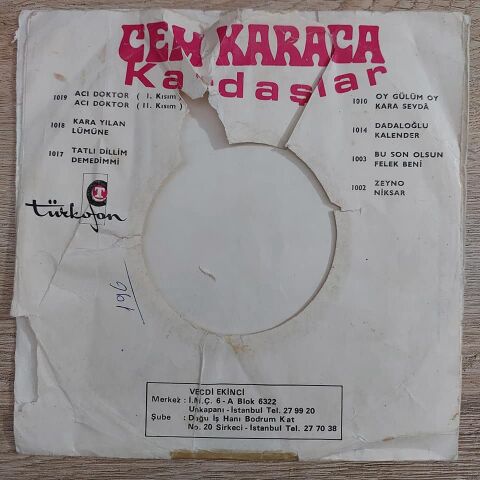 CEM KARACA
Ka daşlar
1019 ACI DOKTOR ( I. Kısım )
ACI DOKTOR ( II. Kısım )
1018 KARA YILAN
LÜMÜNE
1017 TATLI DİLLİM
DEMEDİMMİ
1010 OY GÜLÜM OY
KARA SEVDÂ
1014 DADALOĞLU
KALENDER
1003 BU SON OLSUN
FELEK BENİ
1002 ZEYNO
NİKSAR
T
türkofon
VECDİ EKİNCİ
Merkez : İ.M.Ç. 6 - A Blok 6322
Unkapanı - İstanbul Tel. 27 99 20
Şube : Doğu İş Hanı Bodrum Kat
No. 20 Sirkeci - İstanbul Tel. 27 70 38